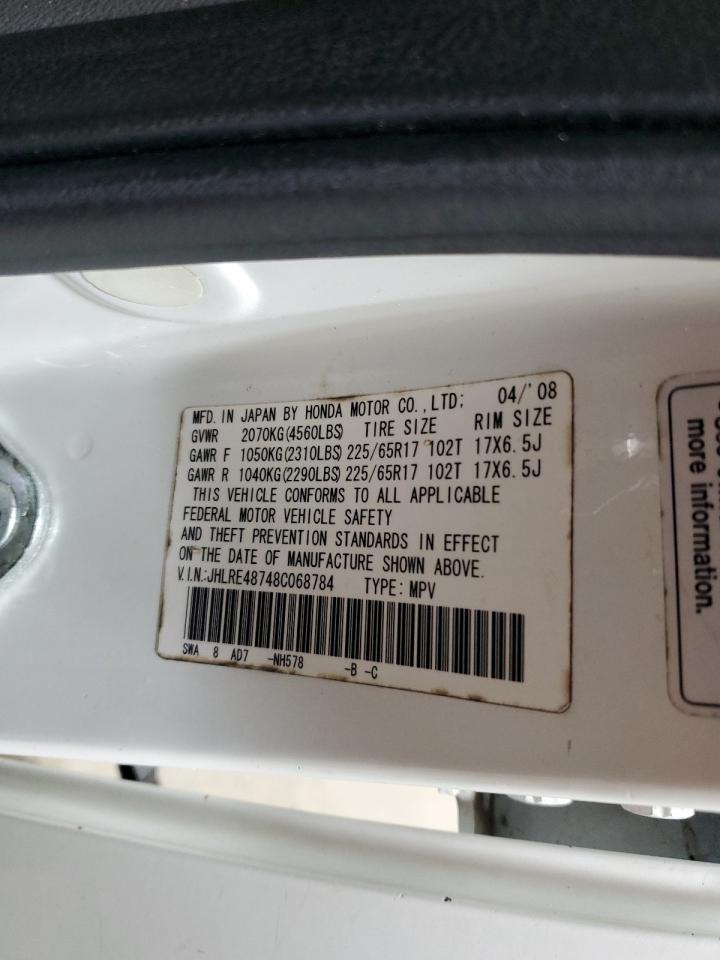 MFD. IN JAPAN BY HONDA MOTOR CO.,LTD; 04/'08
GVWR 2070KG(4560LBS) TIRE SIZE RIM SIZE
GAWR F 1050KG(2310LBS) 225/65R17 102T 17X6.5J
GAWR R 1040KG(2290LBS) 225/65R17 102T 17X6.5J
THIS VEHICLE CONFORMS TO ALL APPLICABLE
FEDERAL MOTOR VEHICLE SAFETY
AND THEFT PREVENTION STANDARDS IN EFFECT
ON THE DATE OF MANUFACTURE SHOWN ABOVE.
V.I.N.:JHLRE48748C068784 TYPE: MPV
SWA 8 AD7 -NH578 -B -C
more information.